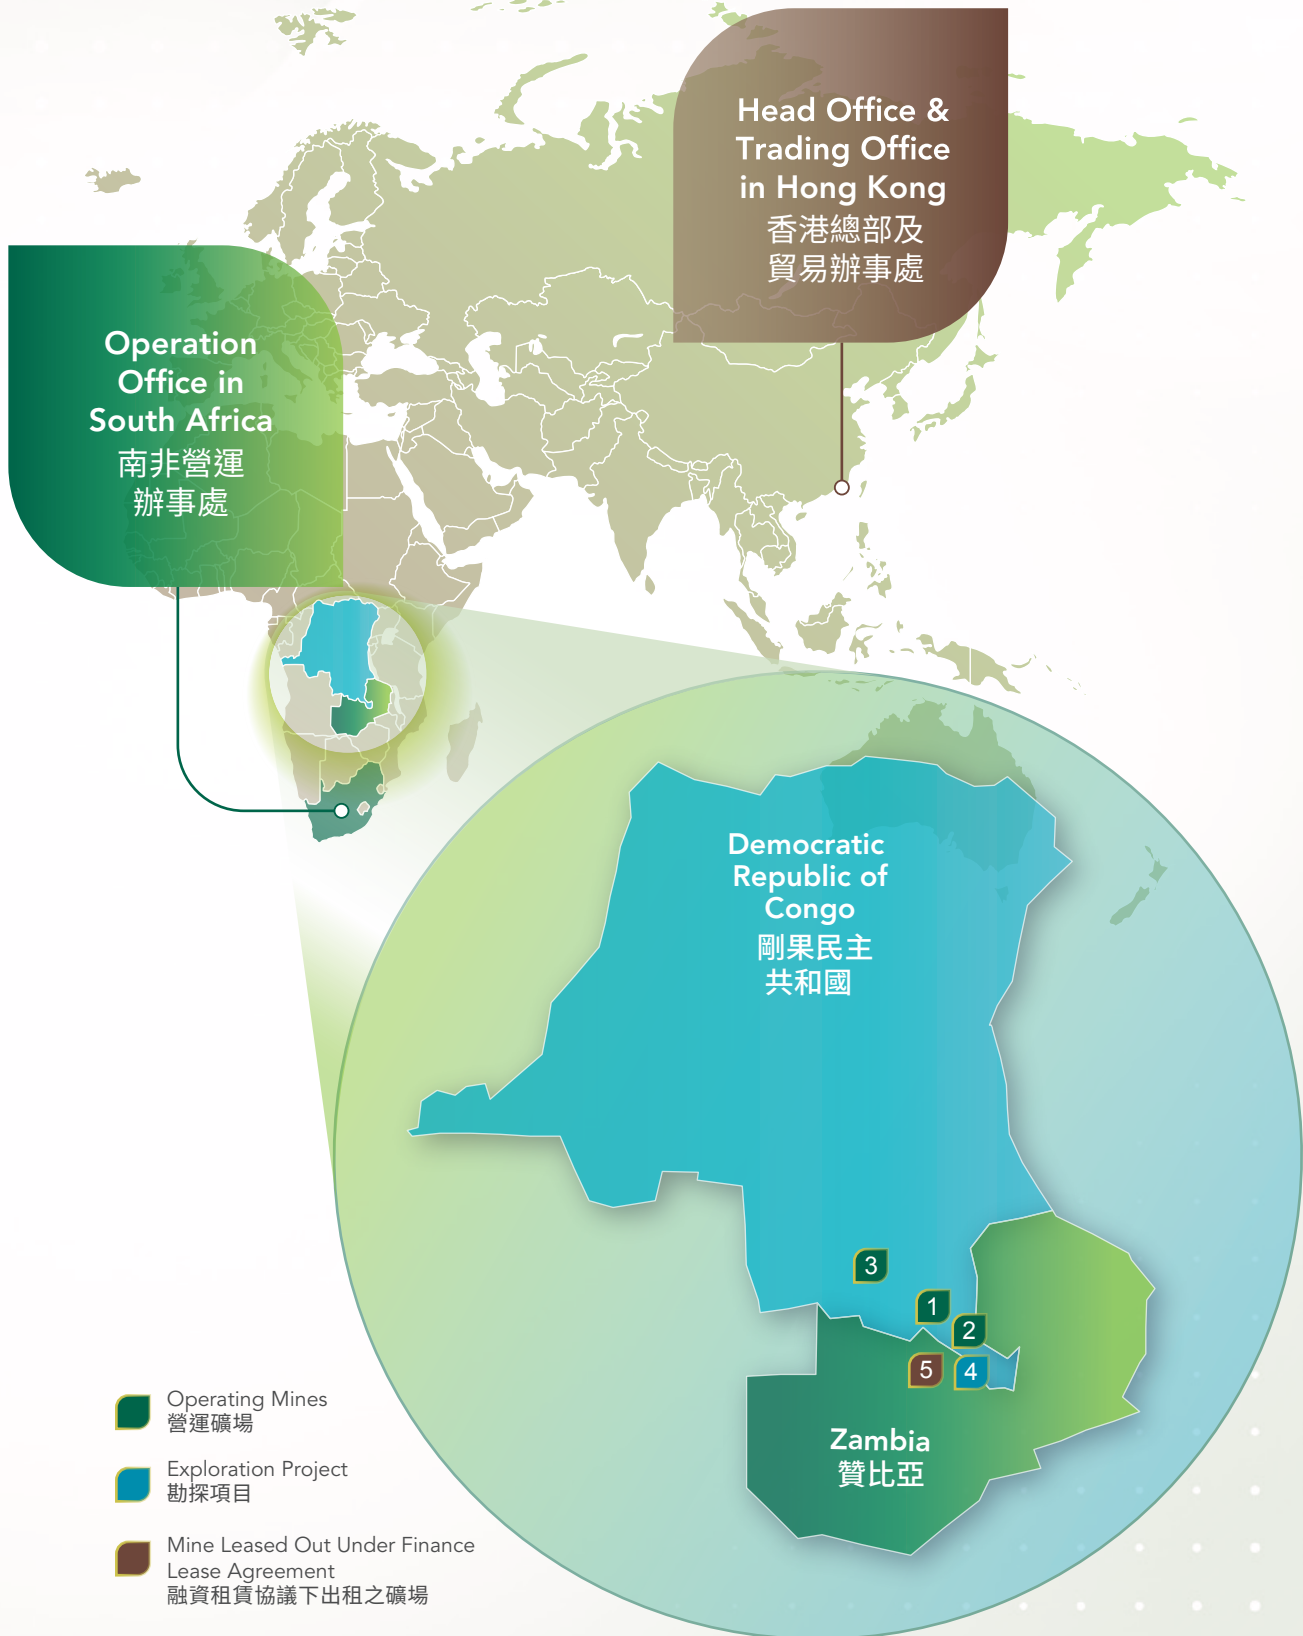 Head Office &
Trading Office
in Hong Kong
香港總部及
貿易辦事處
Operation
Office in
South Africa
南非營運
辦事處
Democratic
Republic of
Congo
剛果民主
共和國
3
1
2
5
4
Zambia
贊比亞
Operating Mines
營運礦場
Exploration Project
勘探項目
Mine Leased Out Under Finance
Lease Agreement
融資租賃協議下出租之礦場